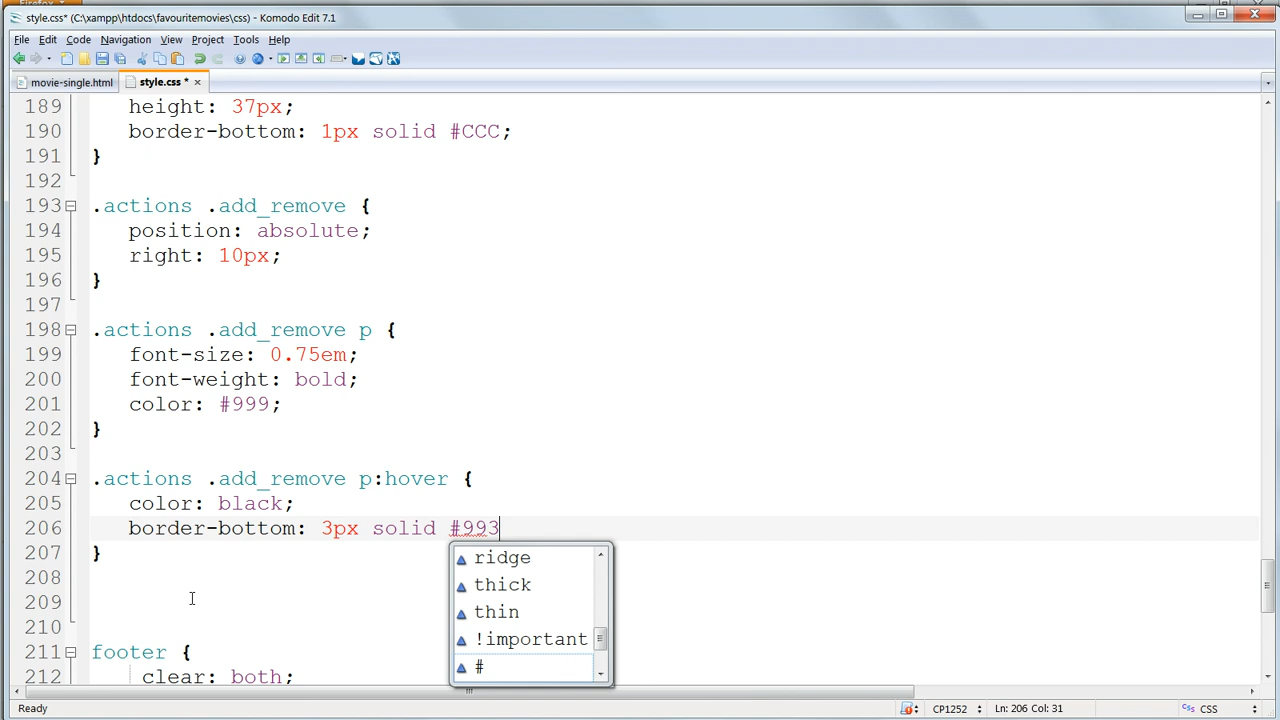 Firefox
style.css* (C:\xampp\htdocs\favouritemovies\css) - Komodo Edit 7.1
File Edit Code Navigation View Project Tools Help
movie-single.html style.css * ×
189 height: 37px;
190 border-bottom: 1px solid #CCC;
191 }
192
193 .actions .add_remove {
194 position: absolute;
195 right: 10px;
196 }
197
198 .actions .add_remove p {
199 font-size: 0.75em;
200 font-weight: bold;
201 color: #999;
202 }
203
204 .actions .add_remove p:hover {
205 color: black;
206 border-bottom: 3px solid #993
207 }
ridge
208
thick
209
thin
210
!important
211 footer {
#
212 clear: both;
Ready CP1252 Ln: 206 Col: 31 CSS